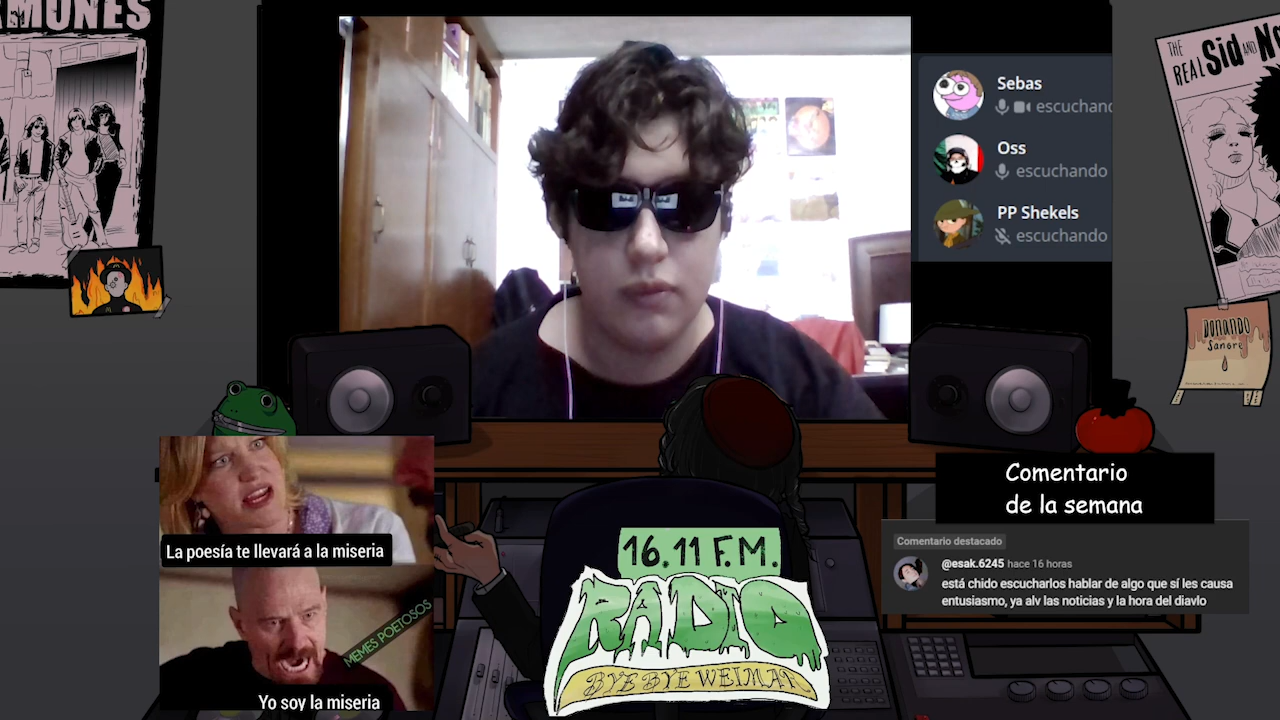 RAMONES
THE
REAL Sid AND
Sebas
escuchand
Oss
escuchando
PP Shekels
escuchando
DONANDO
Sangre
La poesía te llevará a la miseria
MEMES POETOSOS
Yo soy la miseria
16.11 F.M.
RADIO
BYE BYE WEIMAR
Comentario
de la semana
Comentario destacado
@esak.6245 hace 16 horas
está chido escucharlos hablar de algo que sí les causa
entusiasmo, ya alv las noticias y la hora del diavlo